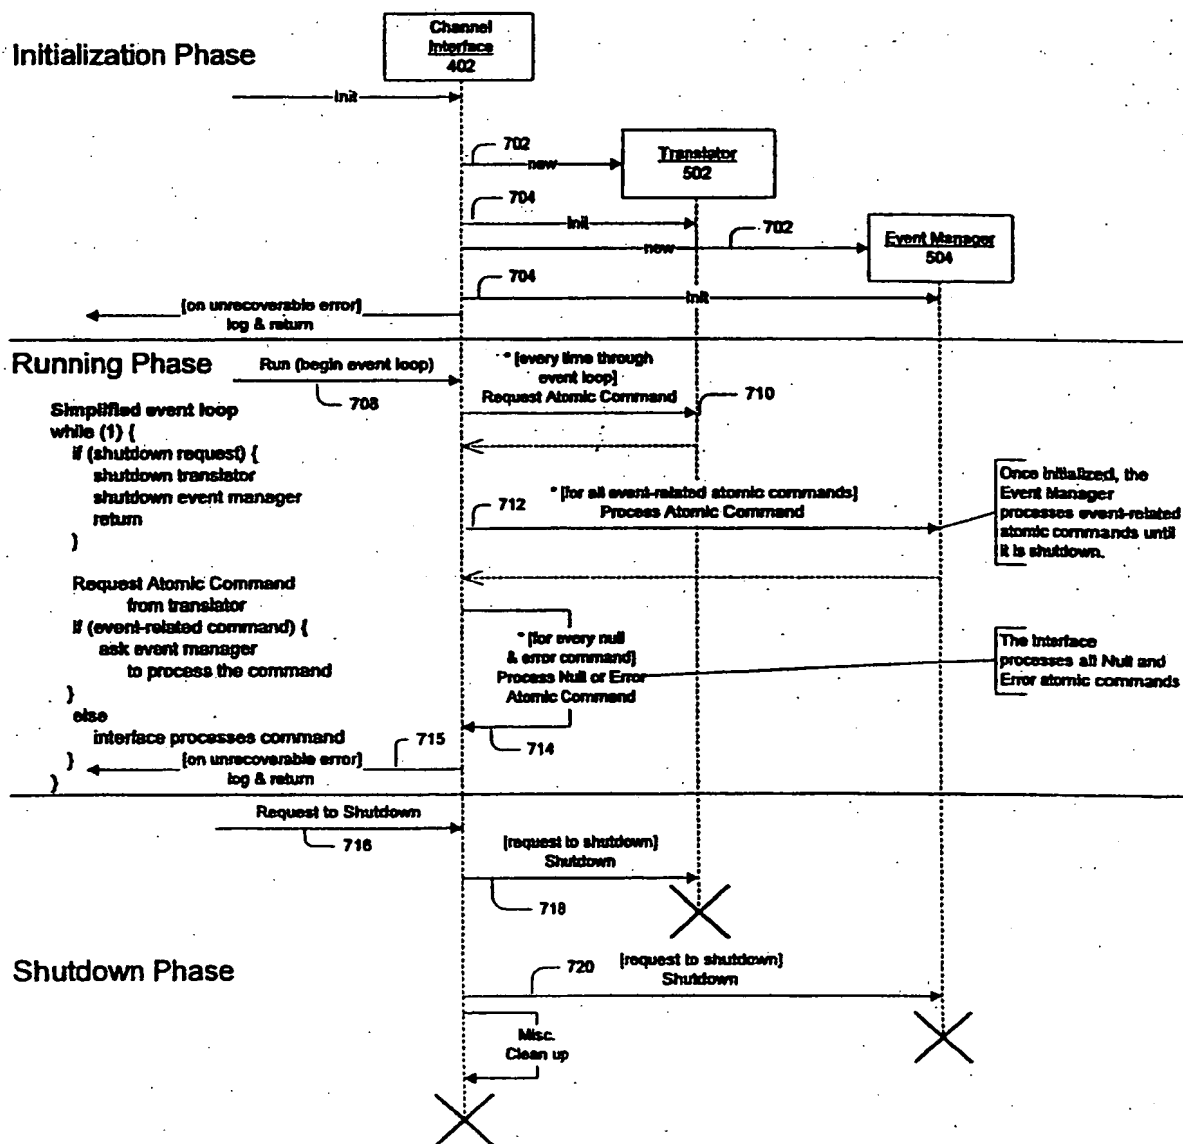 Channel
Interface
402
Initialization Phase
Init
702
new
Translator
502
704
Init
702
new
Event Manager
504
704
Init
[on unrecoverable error]
log & return
Running Phase
Run (begin event loop)
708
* [every time through
event loop]
Request Atomic Command
710
Simplified event loop
while (1) {
if (shutdown request) {
shutdown translator
shutdown event manager
return
}
Request Atomic Command
from translator
if (event-related command) {
ask event manager
to process the command
}
else
interface processes command
}
}
712
* [for all event-related atomic commands]
Process Atomic Command
Once initialized, the
Event Manager
processes event-related
atomic commands until
it is shutdown.
* [for every null
& error command]
Process Null or Error
Atomic Command
714
The Interface
processes all Null and
Error atomic commands
715
[on unrecoverable error]
log & return
Request to Shutdown
716
[request to shutdown]
Shutdown
718
Shutdown Phase
720
[request to shutdown]
Shutdown
Misc.
Clean up